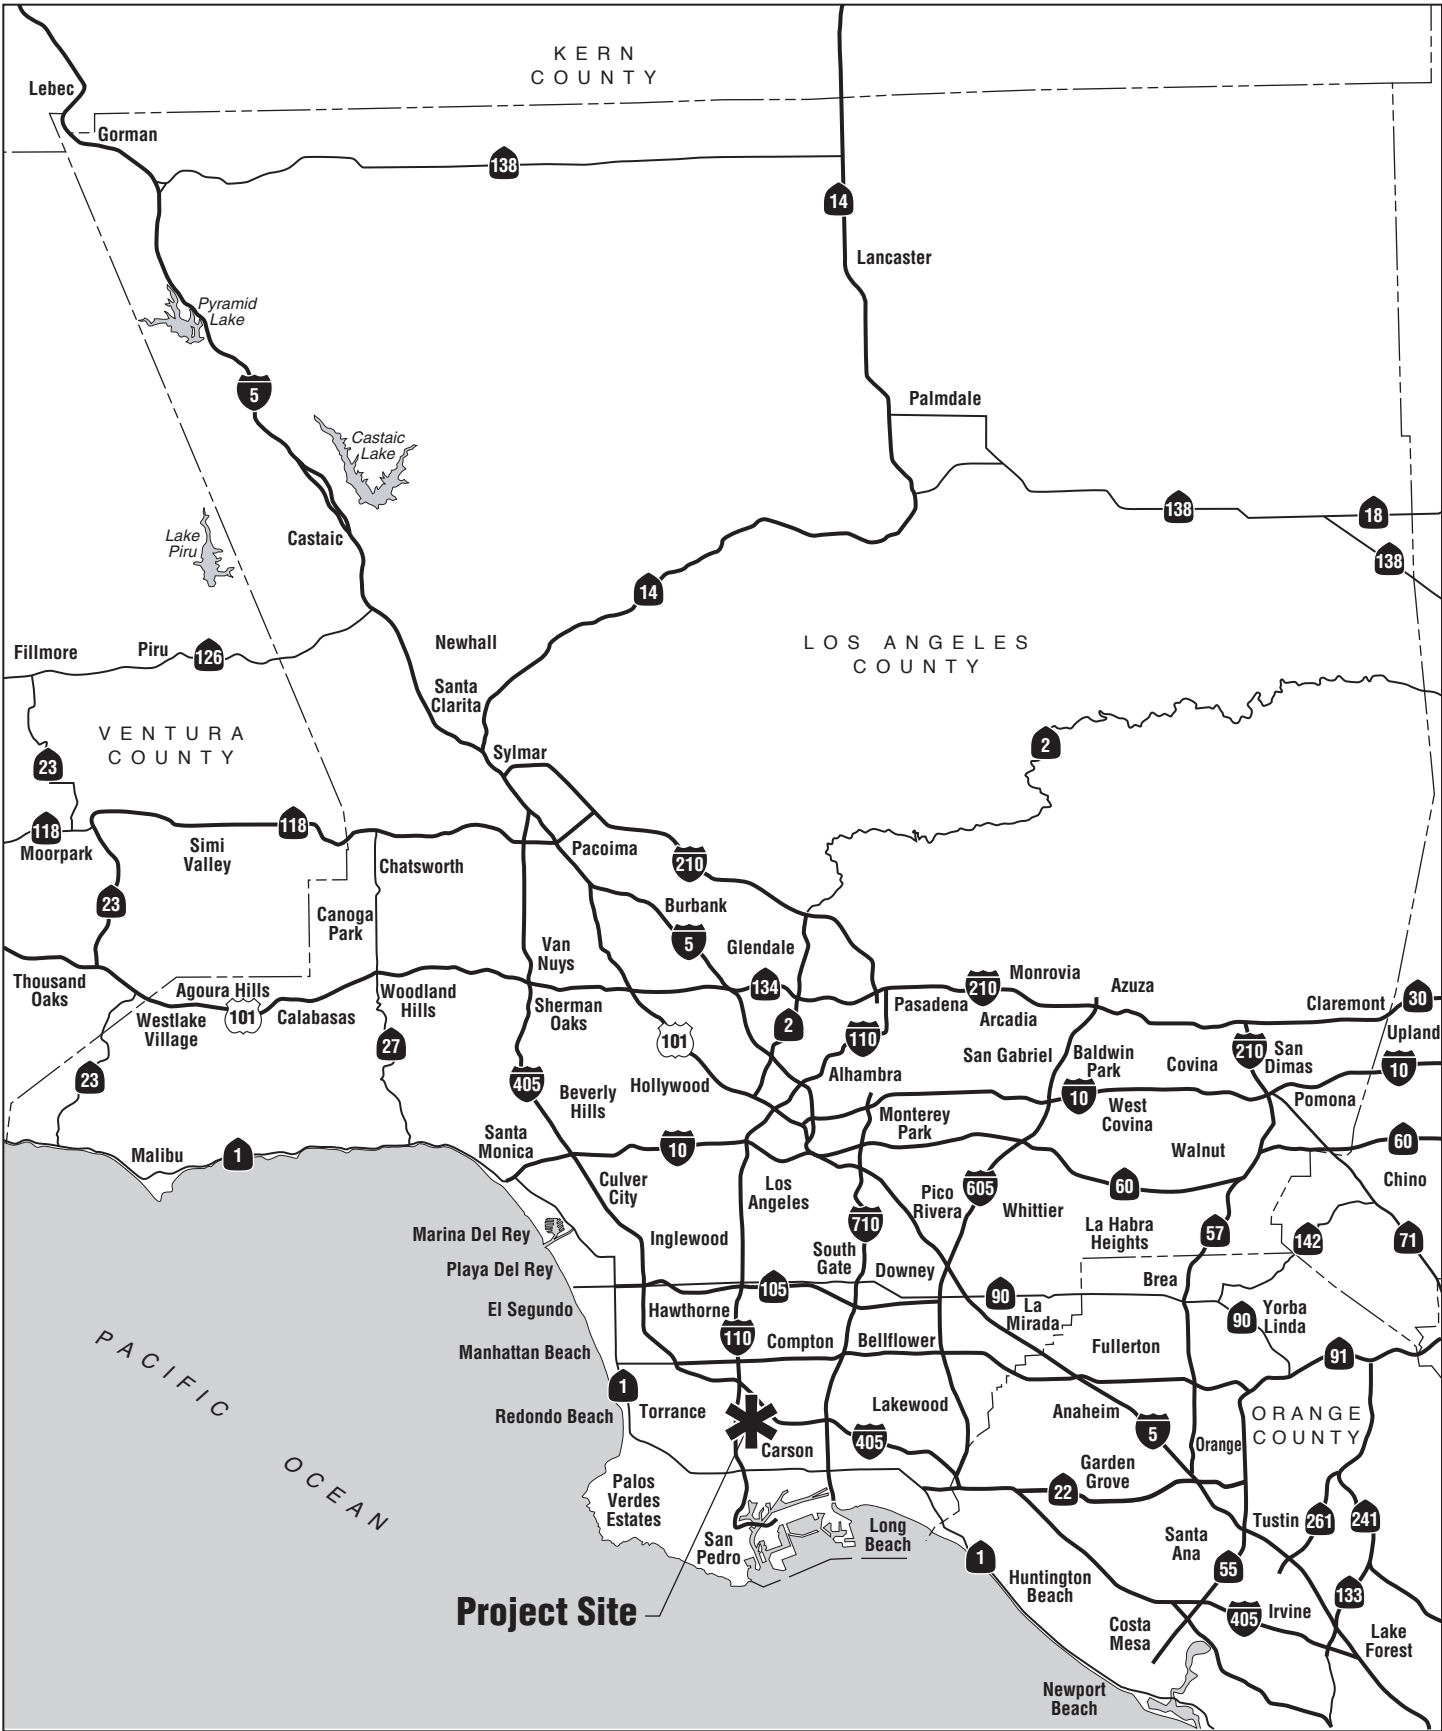 KERN
COUNTY
Lebec
Gorman
138
14
Lancaster
Pyramid
Lake
5
Palmdale
Castaic
Lake
138
18
Lake
Piru
Castaic
138
14
Newhall
LOS ANGELES
COUNTY
Fillmore
Piru
126
Santa
Clarita
VENTURA
COUNTY
2
Sylmar
23
118
118
Moorpark
Simi
Valley
Chatsworth
Pacoima
210
23
Canoga
Park
Burbank
5
Glendale
Van
Nuys
Thousand
Oaks
Agoura Hills
101
Westlake
Village
Calabasas
Woodland
Hills
Sherman
Oaks
134
Pasadena
210
Monrovia
Arcadia
Azuza
Claremont
30
Upland
27
101
2
110
San Gabriel
Baldwin
Park
Covina
210
San
Dimas
10
23
405
Beverly
Hills
Hollywood
Alhambra
10
West
Covina
Pomona
Monterey
Park
Malibu
1
Santa
Monica
10
Walnut
60
Chino
Culver
City
Los
Angeles
Pico
Rivera
605
Whittier
60
Marina Del Rey
Inglewood
710
La Habra
Heights
57
142
71
Playa Del Rey
South
Gate
Downey
105
Brea
El Segundo
Hawthorne
90
La
Mirada
90
Yorba
Linda
110
Compton
Bellflower
Fullerton
91
Manhattan Beach
1
Redondo Beach
Torrance
Lakewood
Anaheim
5
ORANGE
COUNTY
Carson
405
Orange
PACIFIC
OCEAN
Palos
Verdes
Estates
Garden
Grove
22
San
Pedro
Long
Beach
Tustin
261
241
Santa
Ana
1
55
Huntington
Beach
133
Project Site
405
Irvine
Costa
Mesa
Lake
Forest
Newport
Beach